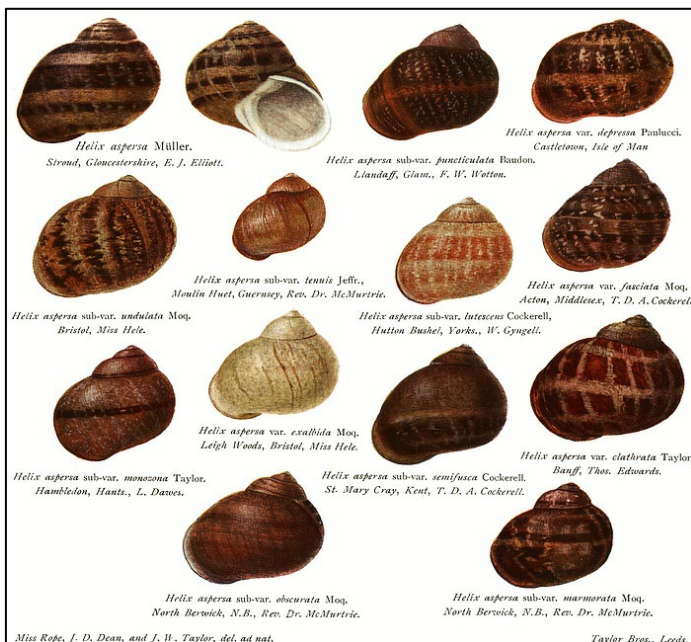 Helix aspersa Müller.
Stroud, Gloucestershire, E. J. Elliott.
Helix aspersa sub-var. puncticulata Baudon.
Llandaff, Glam., F. W. Wotton.
Helix aspersa var. depressa Paulucci.
Castletown, Isle of Man
Helix aspersa sub-var. undulata Moq.
Bristol, Miss Hele.
Helix aspersa sub-var. tenuis Jeffr.,
Moulin Huet, Guernsey, Rev. Dr. McMurtrie.
Helix aspersa sub-var. lutescens Cockerell,
Hutton Bushel, Yorks., W. Gyngell.
Helix aspersa var. fasciata Moq.
Acton, Middlesex, T. D. A. Cockerell
Helix aspersa sub-var. monozona Taylor.
Hambledon, Hants., L. Dawes.
Helix aspersa var. exalbida Moq.
Leigh Woods, Bristol, Miss Hele.
Helix aspersa sub-var. semifusca Cockerell.
St. Mary Cray, Kent, T. D. A. Cockerell.
Helix aspersa var. clathrata Taylor
Banff, Thos. Edwards.
Helix aspersa sub-var. obscurata Moq.
North Berwick, N.B., Rev. Dr. McMurtrie.
Helix aspersa sub-var. marmorata Moq.
North Berwick, N.B., Rev. Dr. McMurtrie.
Miss Rope, J. D. Dean, and J. W. Taylor, del. ad nat.
Taylor Bros., Leeds.